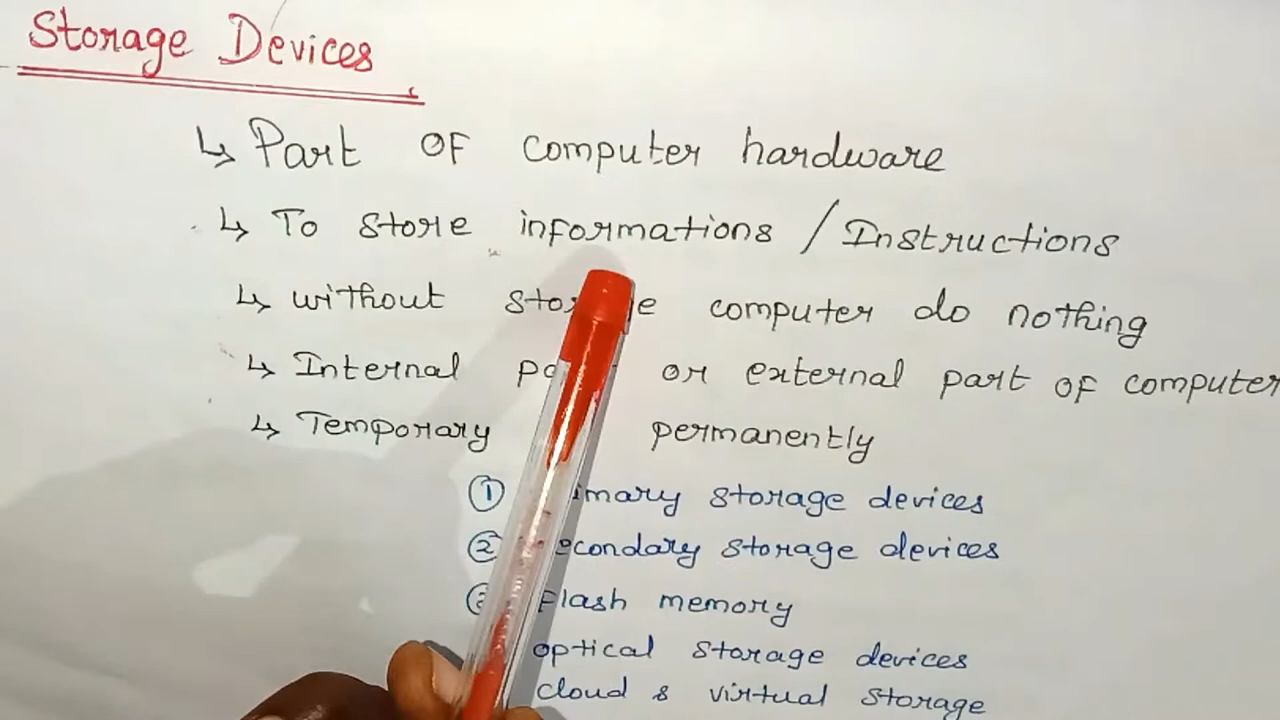 Storage Devices
↳ Part OF computer hardware
↳ To store informations / Instructions
↳ without computer do nothing
↳ Internal or external part OF computer
↳ Temporary permanently
① storage devices
② storage devices
Flash memory
optical storage devices
cloud & virtual storage